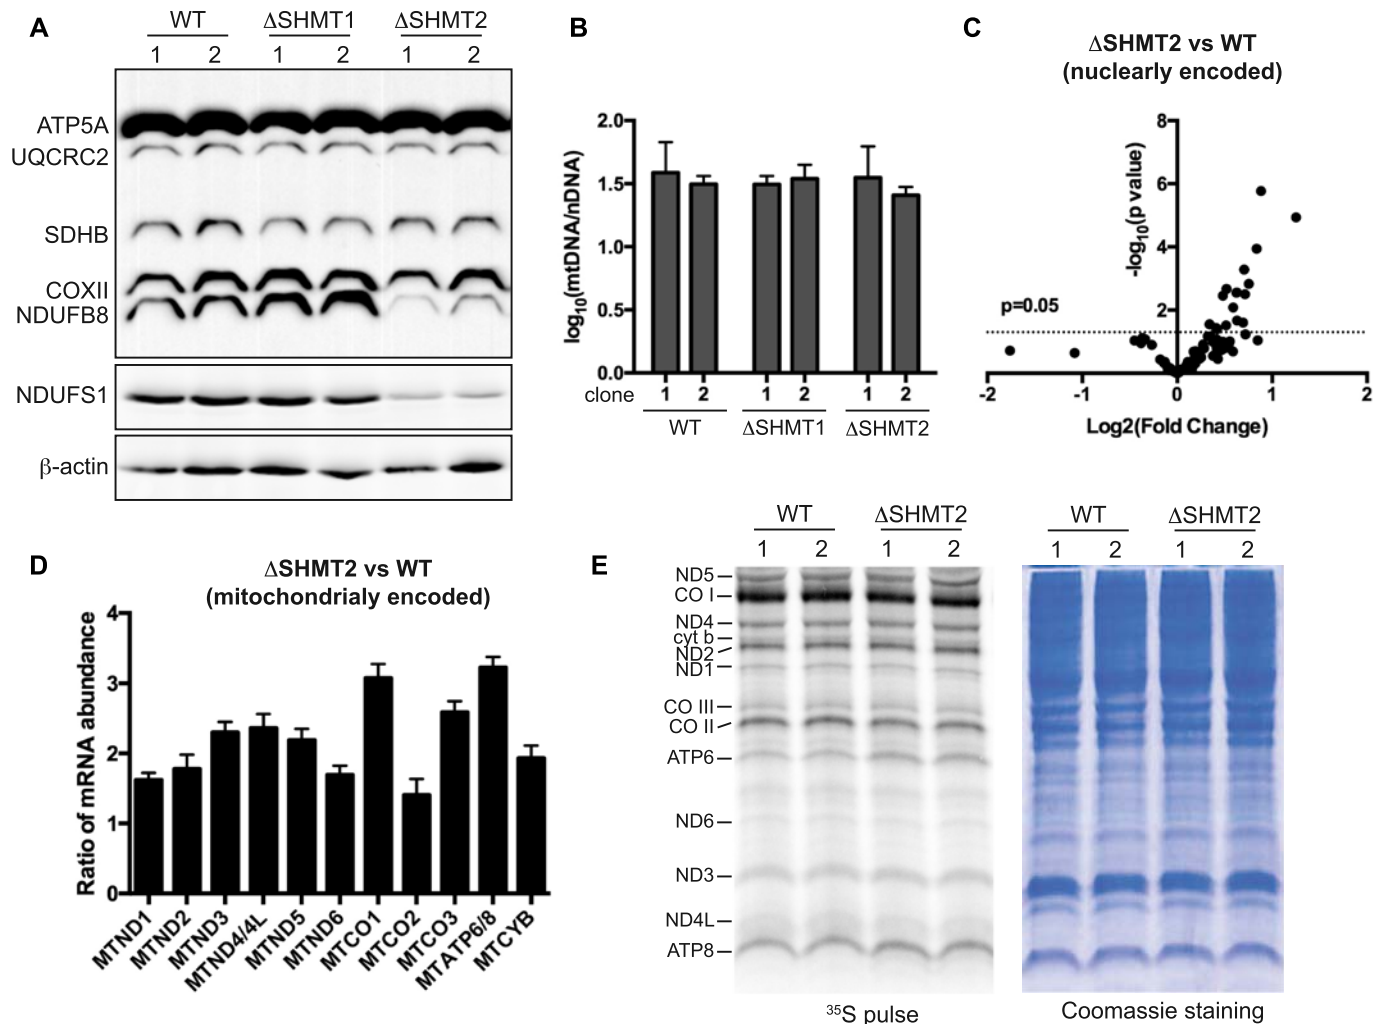 A
WT ΔSHMT1 ΔSHMT2
1 2 1 2 1 2
ATP5A
UQCRC2
SDHB
COXII
NDUFB8
NDUFS1
β-actin
B
log10(mtDNA/nDNA)
2.0
1.5
1.0
0.5
0.0
clone 1 2 1 2 1 2
WT ΔSHMT1 ΔSHMT2
C
ΔSHMT2 vs WT
(nuclearly encoded)
-log10(p value)
8
6
4
2
p=0.05
-2 -1 0 1 2
Log2(Fold Change)
D
ΔSHMT2 vs WT
(mitochondrialy encoded)
Ratio of mRNA abundance
4
3
2
1
0
MTND1
MTND2
MTND3
MTND4/4L
MTND5
MTND6
MTCO1
MTCO2
MTCO3
MTATP6/8
MTCYB
E
WT ΔSHMT2
1 2 1 2
ND5
CO I
ND4
cyt b
ND2
ND1
CO III
CO II
ATP6
ND6
ND3
ND4L
ATP8
35S pulse
WT ΔSHMT2
1 2 1 2
Coomassie staining